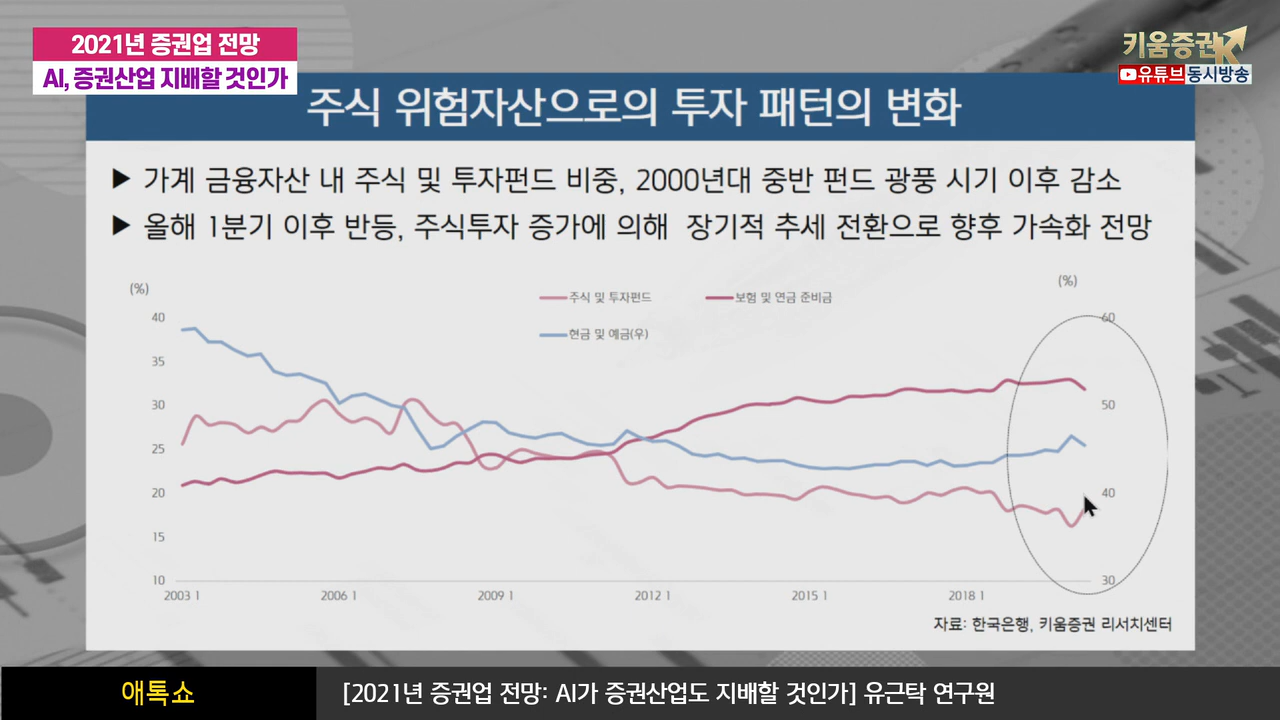 2021년 증권업 전망
AI, 증권산업 지배할 것인가
키움증권
유튜브동시방송
주식 위험자산으로의 투자 패턴의 변화
▶ 가계 금융자산 내 주식 및 투자펀드 비중, 2000년대 중반 펀드 광풍 시기 이후 감소
▶ 올해 1분기 이후 반등, 주식투자 증가에 의해 장기적 추세 전환으로 향후 가속화 전망
(%)
(%)
주식 및 투자펀드
보험 및 연금 준비금
현금 및 예금(우)
40
35
30
25
20
15
10
60
50
40
30
2003 1
2006 1
2009 1
2012 1
2015 1
2018 1
자료: 한국은행, 키움증권 리서치센터
애톡쇼
[2021년 증권업 전망: AI가 증권산업도 지배할 것인가] 유근탁 연구원